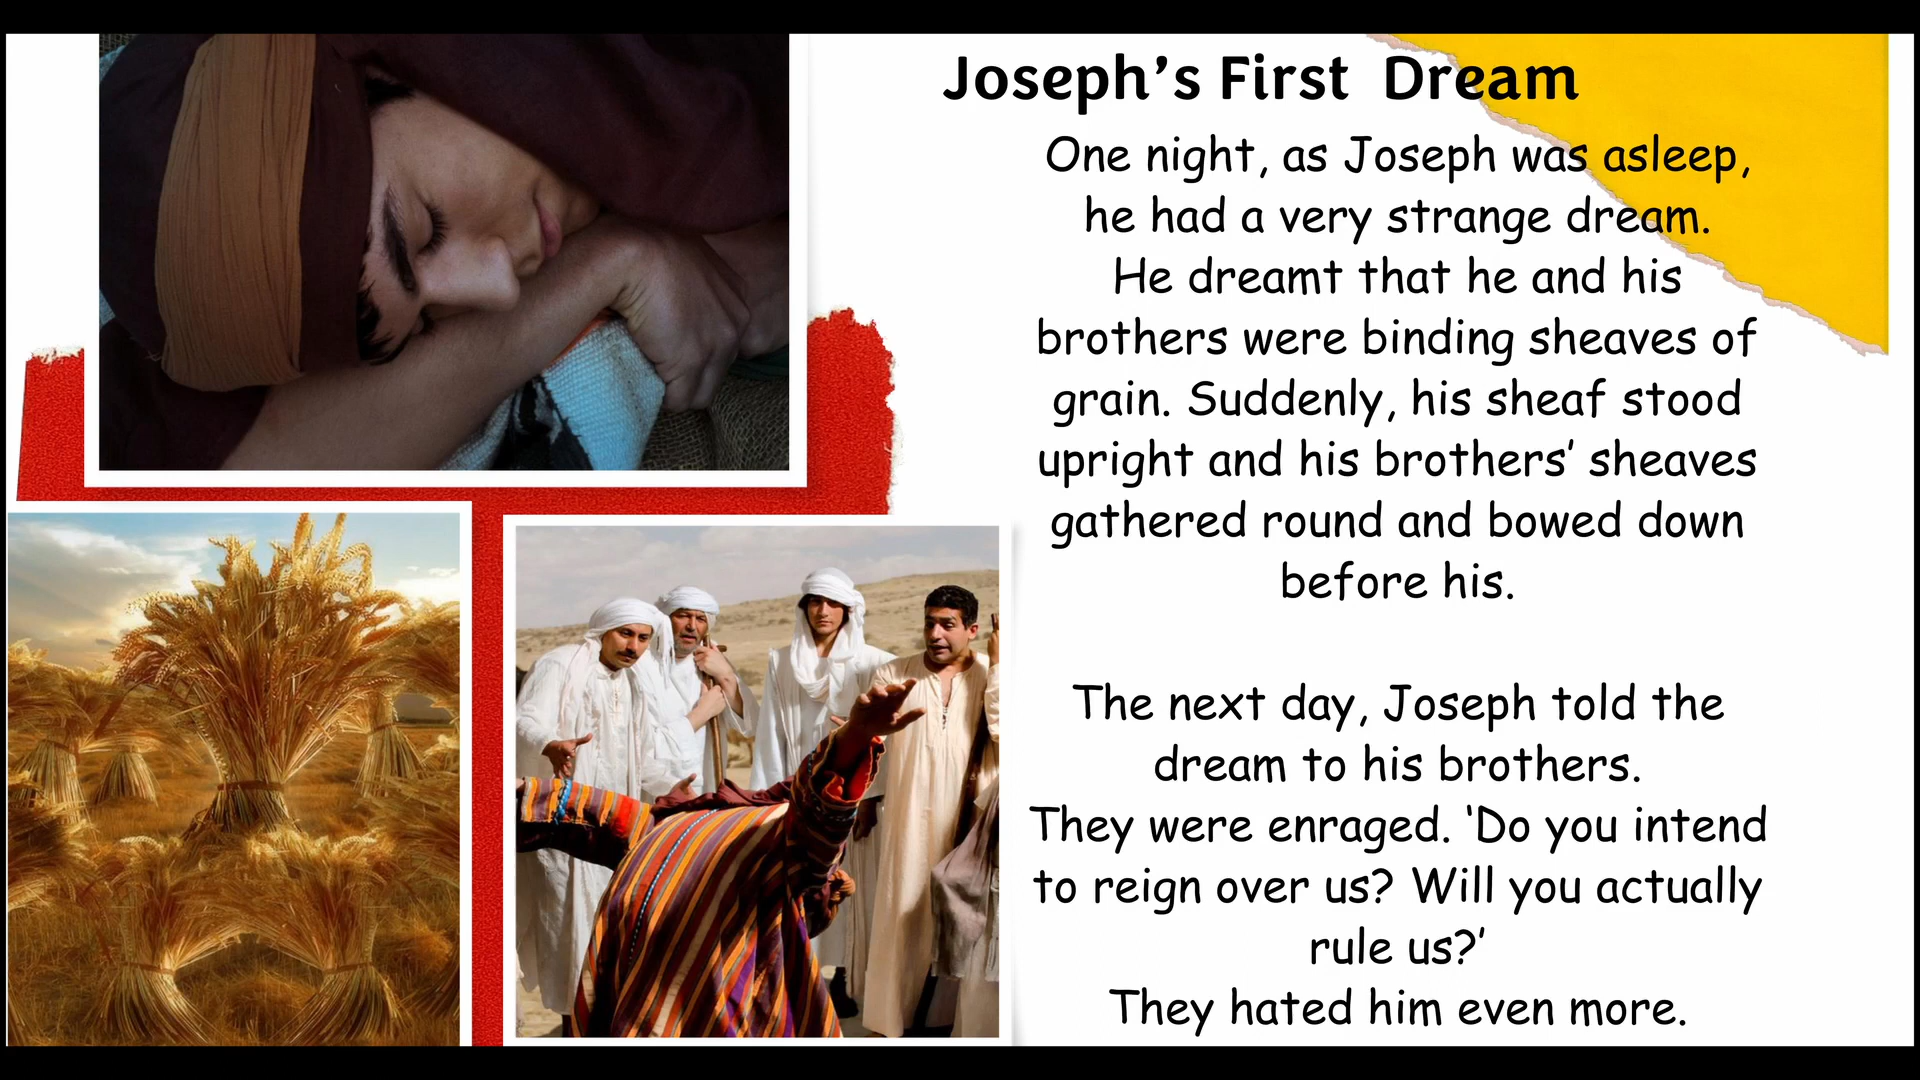 Joseph’s First Dream
One night, as Joseph was asleep,
he had a very strange dream.
He dreamt that he and his
brothers were binding sheaves of
grain. Suddenly, his sheaf stood
upright and his brothers’ sheaves
gathered round and bowed down
before his.
The next day, Joseph told the
dream to his brothers.
They were enraged. ‘Do you intend
to reign over us? Will you actually
rule us?’
They hated him even more.